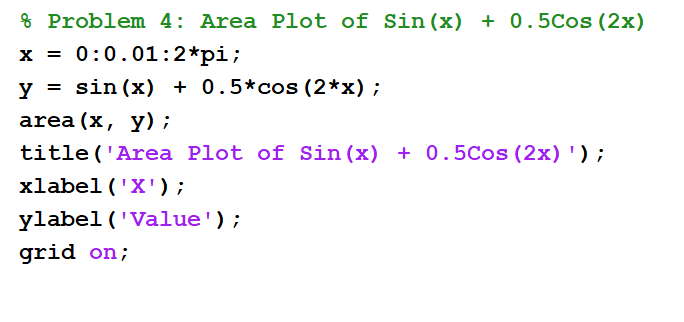 % Problem 4: Area Plot of Sin(x) + 0.5Cos(2x)
x = 0:0.01:2*pi;
y = sin(x) + 0.5*cos(2*x);
area(x, y);
title('Area Plot of Sin(x) + 0.5Cos(2x)');
xlabel('X');
ylabel('Value');
grid on;